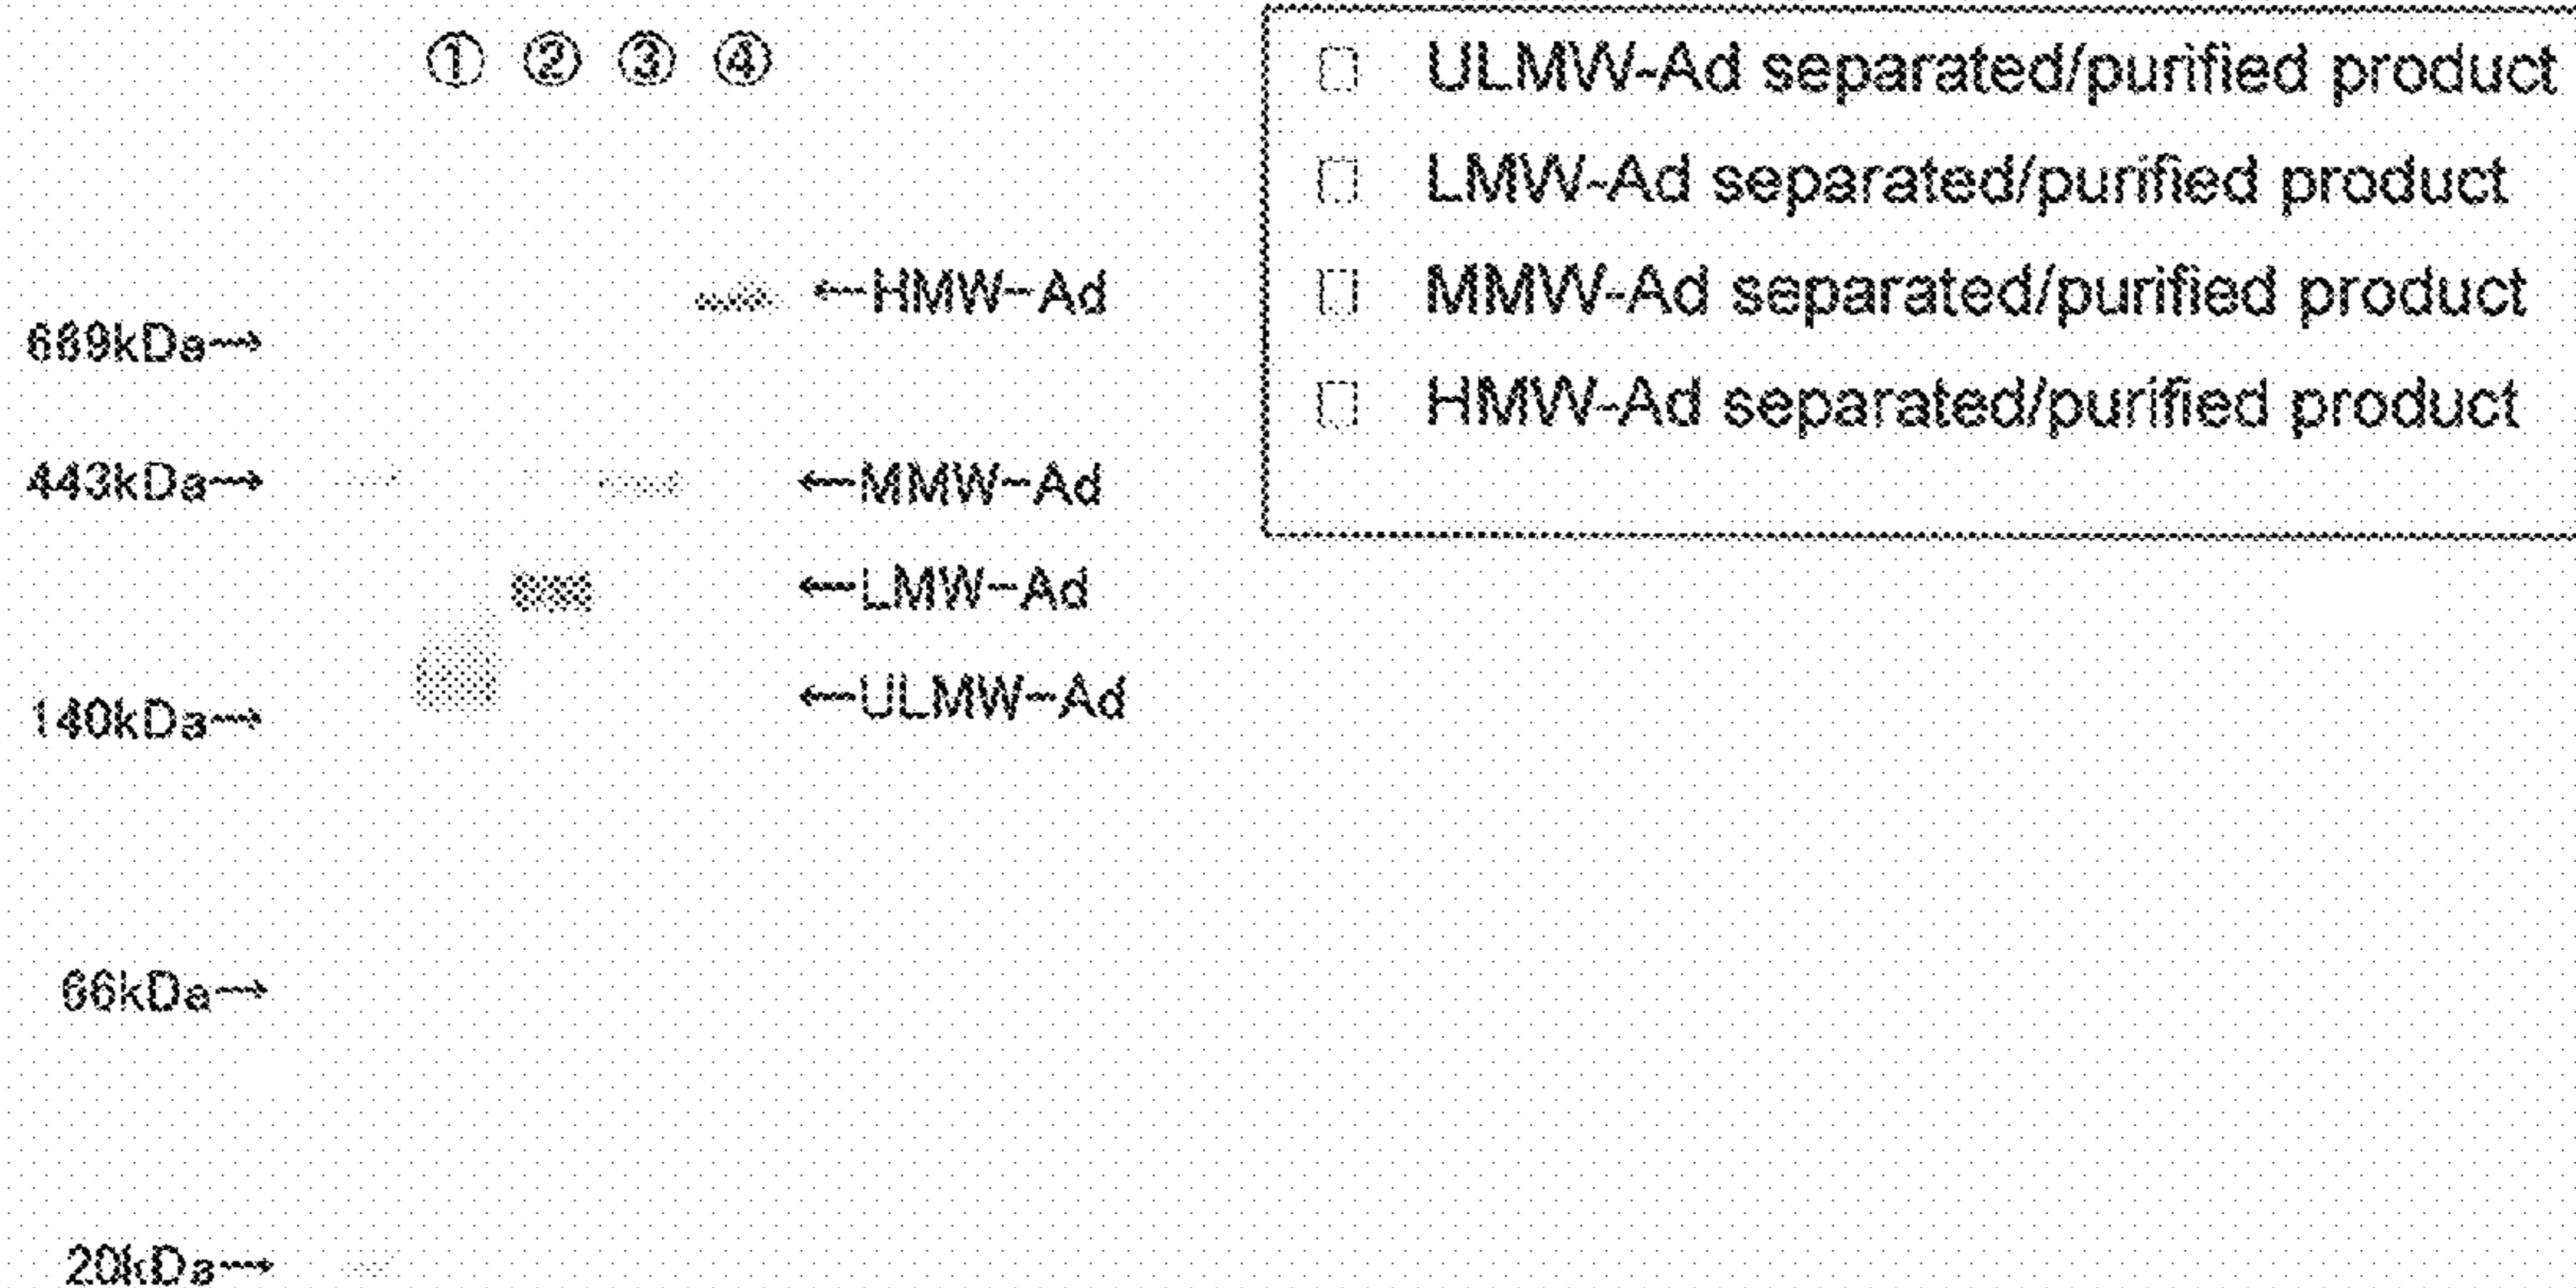 ① ② ③ ④
←HMW-Ad
669kDa→
443kDa→
←MMW-Ad
←LMW-Ad
←ULMW-Ad
140kDa→
66kDa→
20kDa→
□ ULMW-Ad separated/purified product
□ LMW-Ad separated/purified product
□ MMW-Ad separated/purified product
□ HMW-Ad separated/purified product